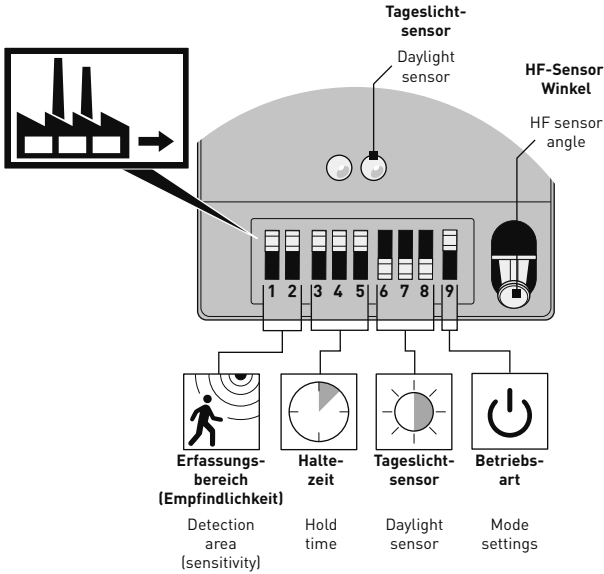 Tageslicht-
sensor
Daylight
sensor
HF-Sensor
Winkel
HF sensor
angle
1 2 3 4 5 6 7 8 9
Erfassungs-
bereich
(Empfindlichkeit)
Detection
area
(sensitivity)
Halte-
zeit
Hold
time
Tageslicht-
sensor
Daylight
sensor
Betriebs-
art
Mode
settings